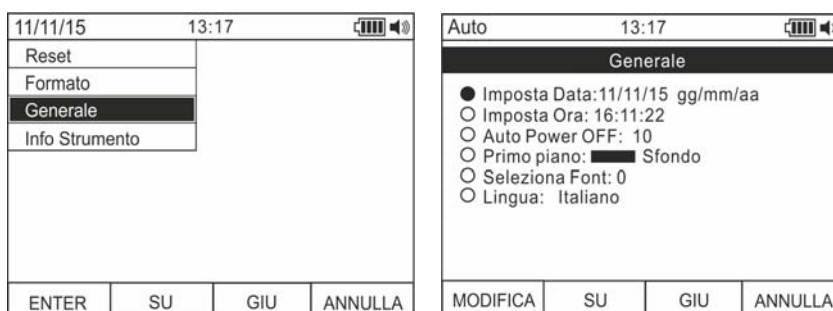 11/11/15 13:17
Reset
Formato
Generale
Info Strumento
ENTER SU GIU ANNULLA
Auto 13:17
Generale
Imposta Data:11/11/15 gg/mm/aa
Imposta Ora: 16:11:22
Auto Power OFF: 10
Primo piano: Sfondo
Seleziona Font: 0
Lingua: Italiano
MODIFICA SU GIU ANNULLA